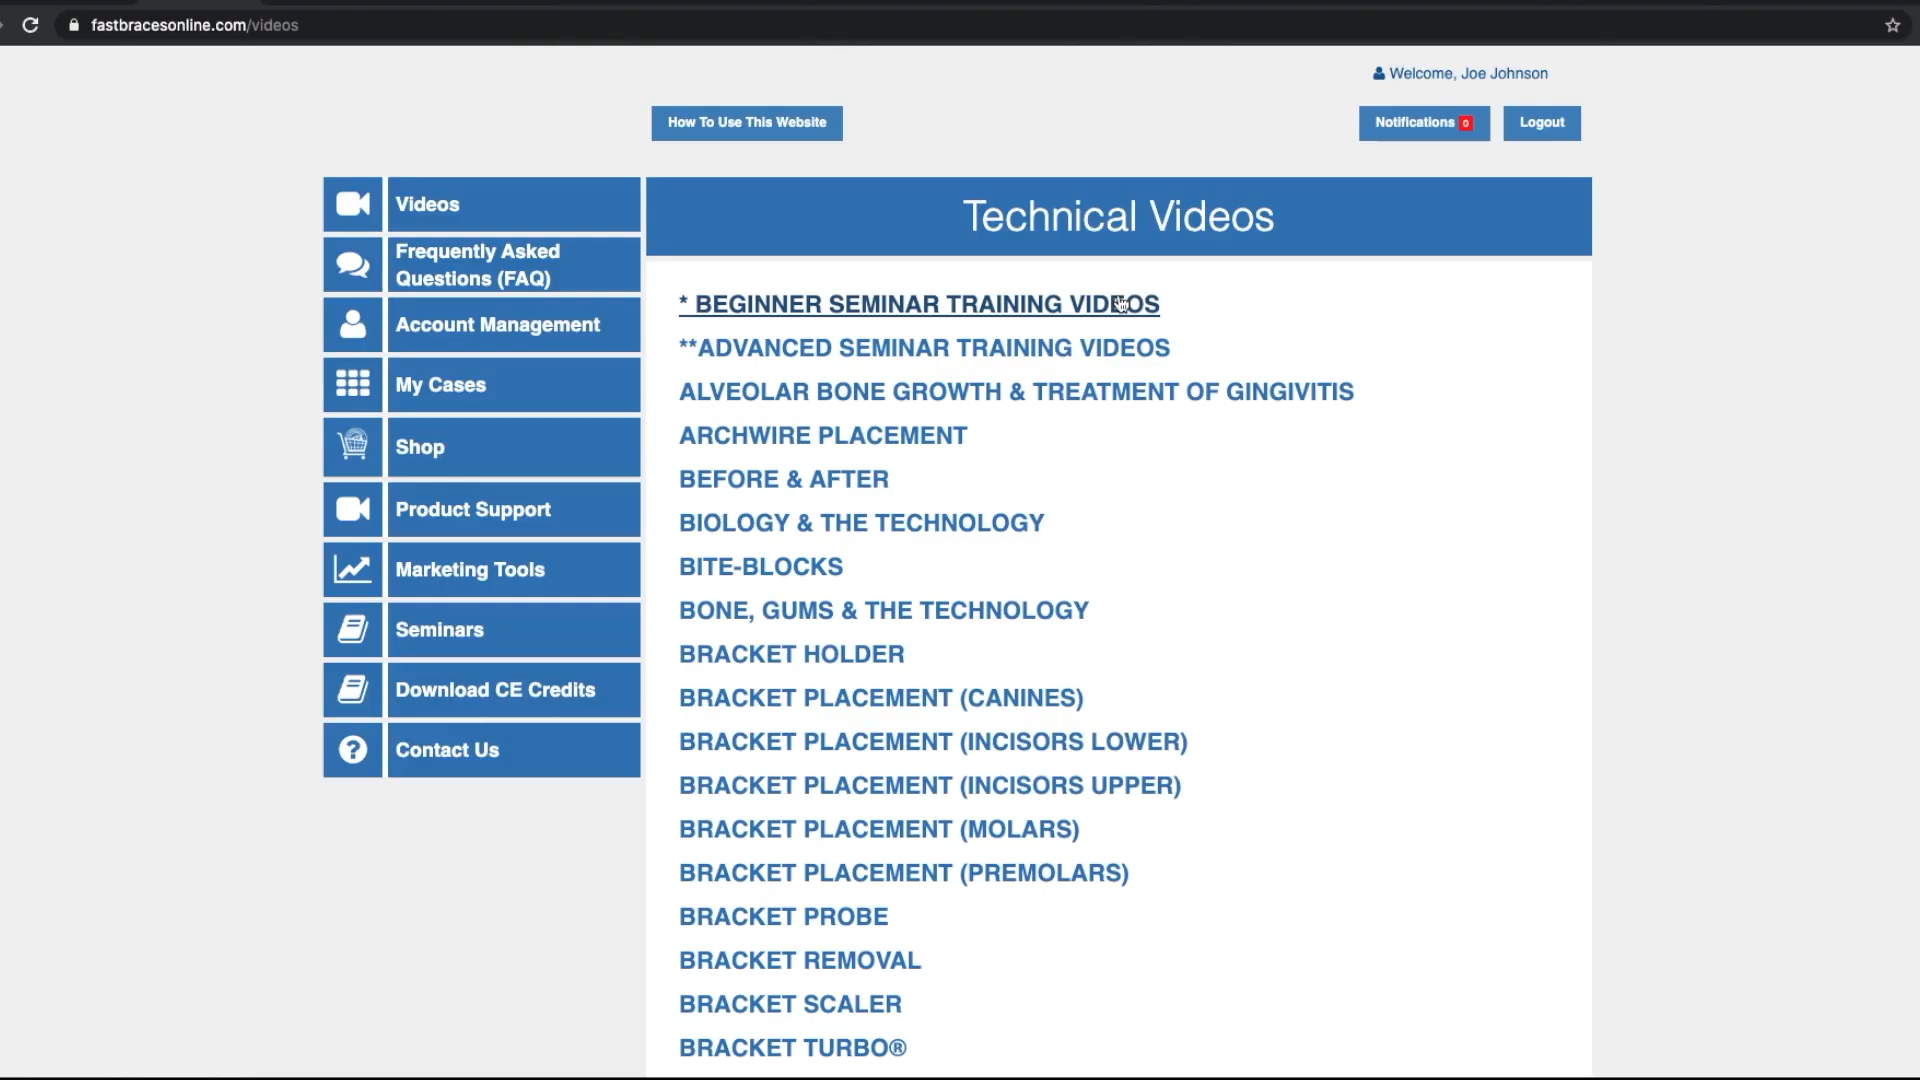 fastbracesonline.com/videos
Welcome, Joe Johnson
How To Use This Website
Notifications 0
Logout
Videos
Frequently Asked
Questions (FAQ)
Account Management
My Cases
Shop
Product Support
Marketing Tools
Seminars
Download CE Credits
Contact Us
Technical Videos
* BEGINNER SEMINAR TRAINING VIDEOS
**ADVANCED SEMINAR TRAINING VIDEOS
ALVEOLAR BONE GROWTH & TREATMENT OF GINGIVITIS
ARCHWIRE PLACEMENT
BEFORE & AFTER
BIOLOGY & THE TECHNOLOGY
BITE-BLOCKS
BONE, GUMS & THE TECHNOLOGY
BRACKET HOLDER
BRACKET PLACEMENT (CANINES)
BRACKET PLACEMENT (INCISORS LOWER)
BRACKET PLACEMENT (INCISORS UPPER)
BRACKET PLACEMENT (MOLARS)
BRACKET PLACEMENT (PREMOLARS)
BRACKET PROBE
BRACKET REMOVAL
BRACKET SCALER
BRACKET TURBO®